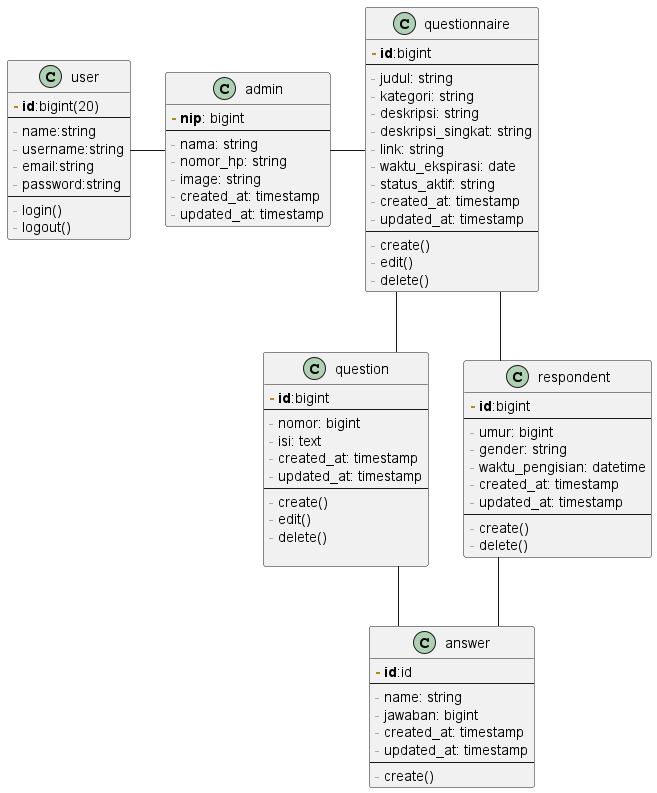 C user
- id:bigint(20)
- name:string
- username:string
- email:string
- password:string
- login()
- logout()
C admin
- nip: bigint
- nama: string
- nomor_hp: string
- image: string
- created_at: timestamp
- updated_at: timestamp
C questionnaire
- id:bigint
- judul: string
- kategori: string
- deskripsi: string
- deskripsi_singkat: string
- link: string
- waktu_ekspirasi: date
- status_aktif: string
- created_at: timestamp
- updated_at: timestamp
- create()
- edit()
- delete()
C question
- id:bigint
- nomor: bigint
- isi: text
- created_at: timestamp
- updated_at: timestamp
- create()
- edit()
- delete()
C respondent
- id:bigint
- umur: bigint
- gender: string
- waktu_pengisian: datetime
- created_at: timestamp
- updated_at: timestamp
- create()
- delete()
C answer
- id:id
- name: string
- jawaban: bigint
- created_at: timestamp
- updated_at: timestamp
- create()